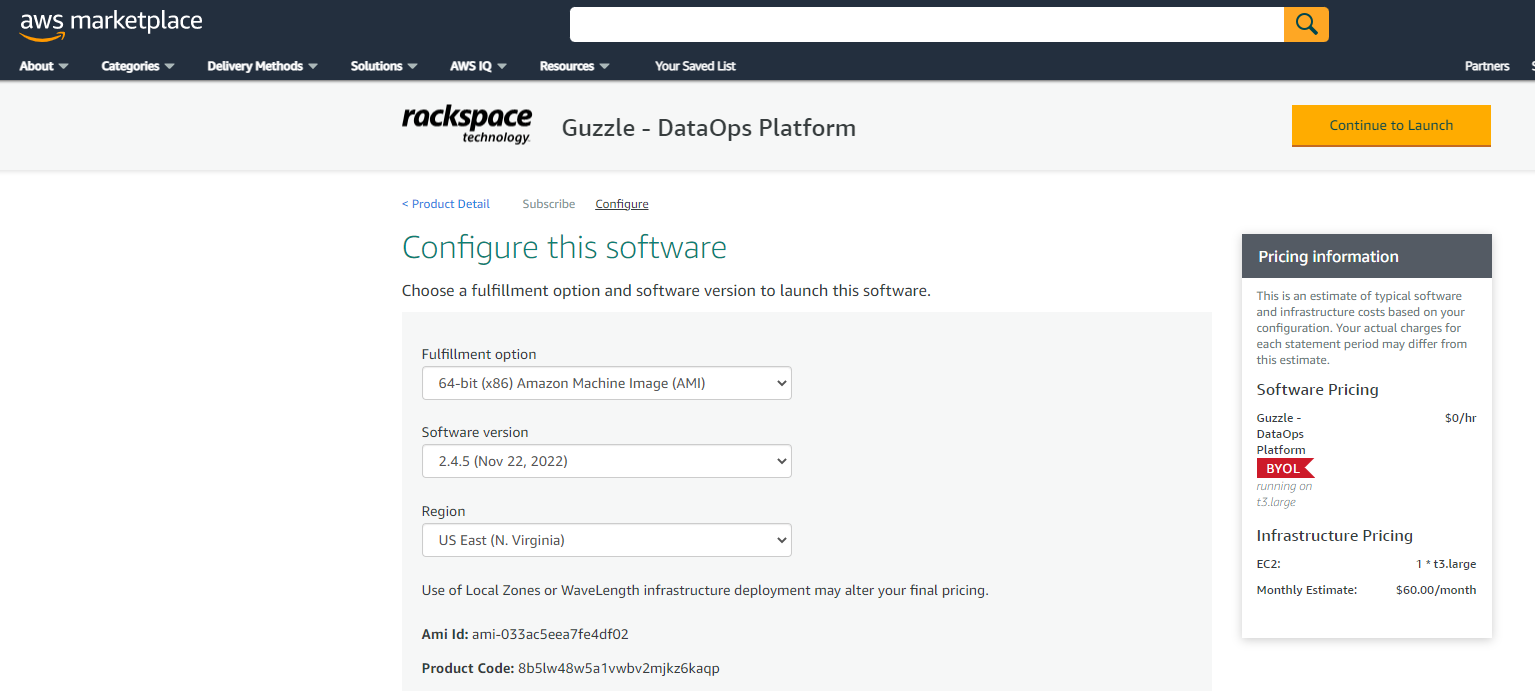 aws marketplace
About Categories Delivery Methods Solutions AWS IQ Resources Your Saved List Partners
rackspace
technology.
Guzzle - DataOps Platform
Continue to Launch
< Product Detail Subscribe Configure
Configure this software
Choose a fulfillment option and software version to launch this software.
Fulfillment option
64-bit (x86) Amazon Machine Image (AMI)
Software version
2.4.5 (Nov 22, 2022)
Region
US East (N. Virginia)
Use of Local Zones or WaveLength infrastructure deployment may alter your final pricing.
Ami Id: ami-033ac5eea7fe4df02
Product Code: 8b5lw48w5a1vwbv2mjkz6kaqp
Pricing information
This is an estimate of typical software
and infrastructure costs based on your
configuration. Your actual charges for
each statement period may differ from
this estimate.
Software Pricing
Guzzle - $0/hr
DataOps
Platform
BYOL
running on
t3.large
Infrastructure Pricing
EC2: 1 * t3.large
Monthly Estimate: $60.00/month